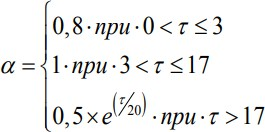 α = { 0,8·при·0 < τ ≤ 3
1·при·3 < τ ≤ 17
0,5×e^(τ/20)·при·τ > 17